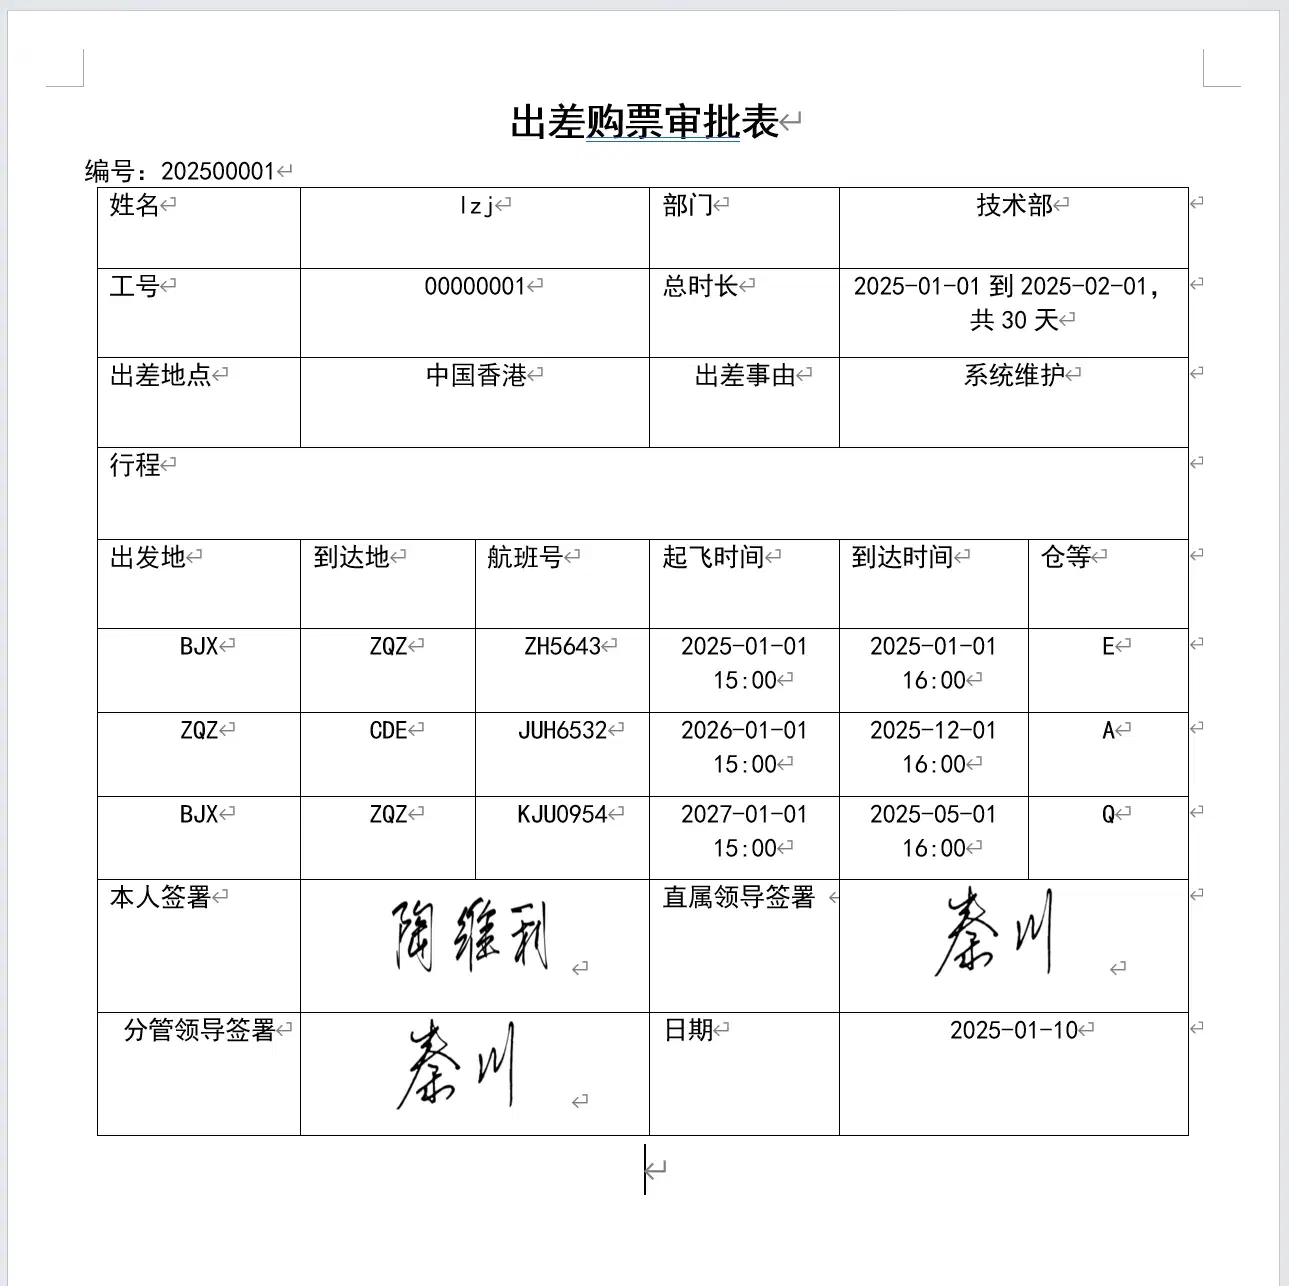 出差购票审批表
编号：202500001
姓名 lzj 部门 技术部
工号 00000001 总时长 2025-01-01 到 2025-02-01，
共 30 天
出差地点 中国香港 出差事由 系统维护
行程
出发地 到达地 航班号 起飞时间 到达时间 仓等
BJX ZQZ ZH5643 2025-01-01 2025-01-01 E
15:00 16:00
ZQZ CDE JUH6532 2026-01-01 2025-12-01 A
15:00 16:00
BJX ZQZ KJU0954 2027-01-01 2025-05-01 Q
15:00 16:00
本人签署 陶维利 直属领导签署 秦川
分管领导签署 秦川 日期 2025-01-10